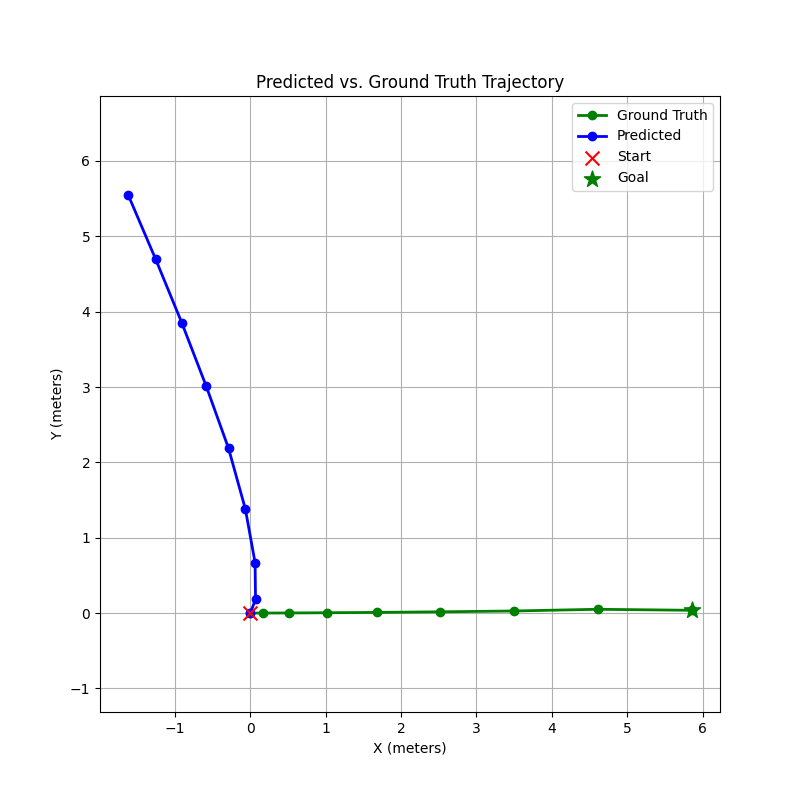 Predicted vs. Ground Truth Trajectory
Ground Truth
Predicted
Start
Goal
6
5
4
3
2
1
0
−1
Y (meters)
−1 0 1 2 3 4 5 6
X (meters)